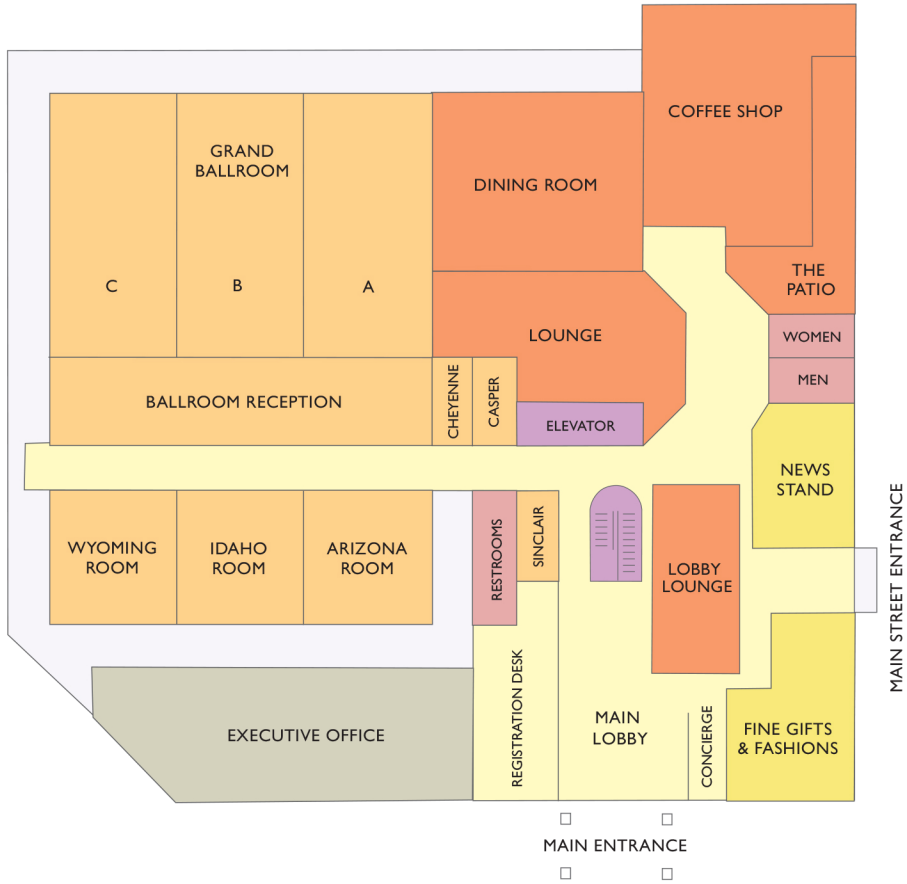 COFFEE SHOP
GRAND
BALLROOM
DINING ROOM
C
B
A
THE
PATIO
LOUNGE
WOMEN
MEN
BALLROOM RECEPTION
CHEYENNE
CASPER
ELEVATOR
NEWS
STAND
WYOMING
ROOM
IDAHO
ROOM
ARIZONA
ROOM
RESTROOMS
SINCLAIR
LOBBY
LOUNGE
MAIN STREET ENTRANCE
EXECUTIVE OFFICE
REGISTRATION DESK
MAIN
LOBBY
CONCIERGE
FINE GIFTS
& FASHIONS
MAIN ENTRANCE